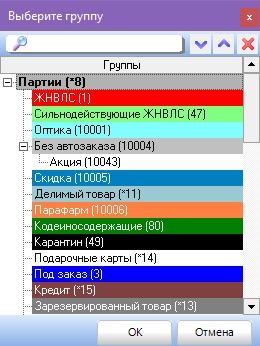 Выберите группу
Группы
Партии (*8)
ЖНВЛС (1)
Сильнодействующие ЖНВЛС (47)
Оптика (10001)
Без автозаказа (10004)
Акция (10043)
Скидка (10005)
Делимый товар (*11)
Парафарм (10006)
Кодеиносодержащие (80)
Карантин (49)
Подарочные карты (*14)
Под заказ (3)
Кредит (*15)
Зарезервированный товар (*13)
ОК
Отмена